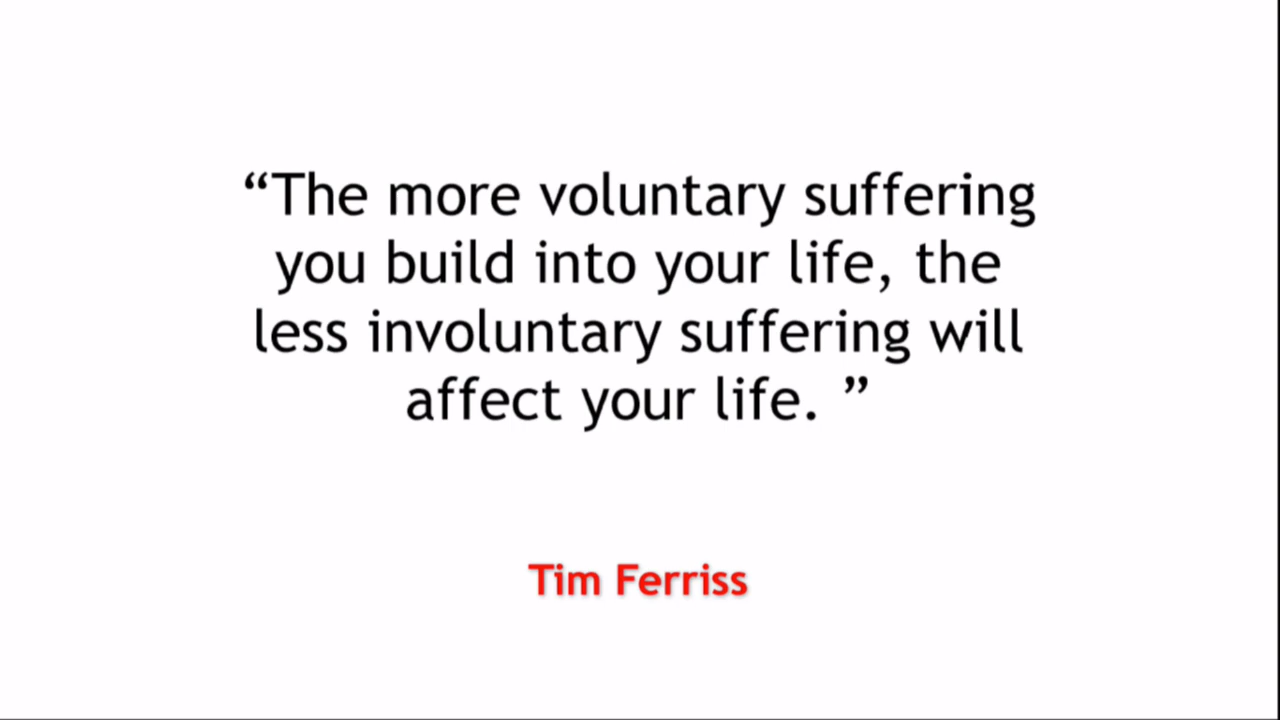 “The more voluntary suffering
you build into your life, the
less involuntary suffering will
affect your life. ”
Tim Ferriss